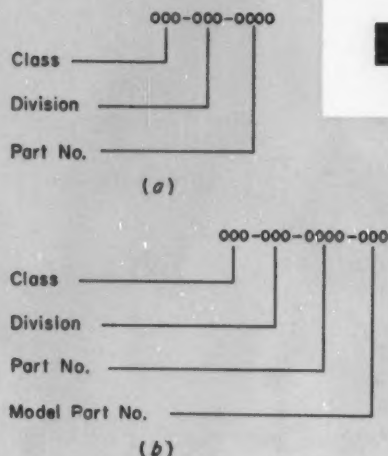 000-000-0000
Class
Division
Part No.
(a)
000-000-0000-000
Class
Division
Part No.
Model Part No.
(b)